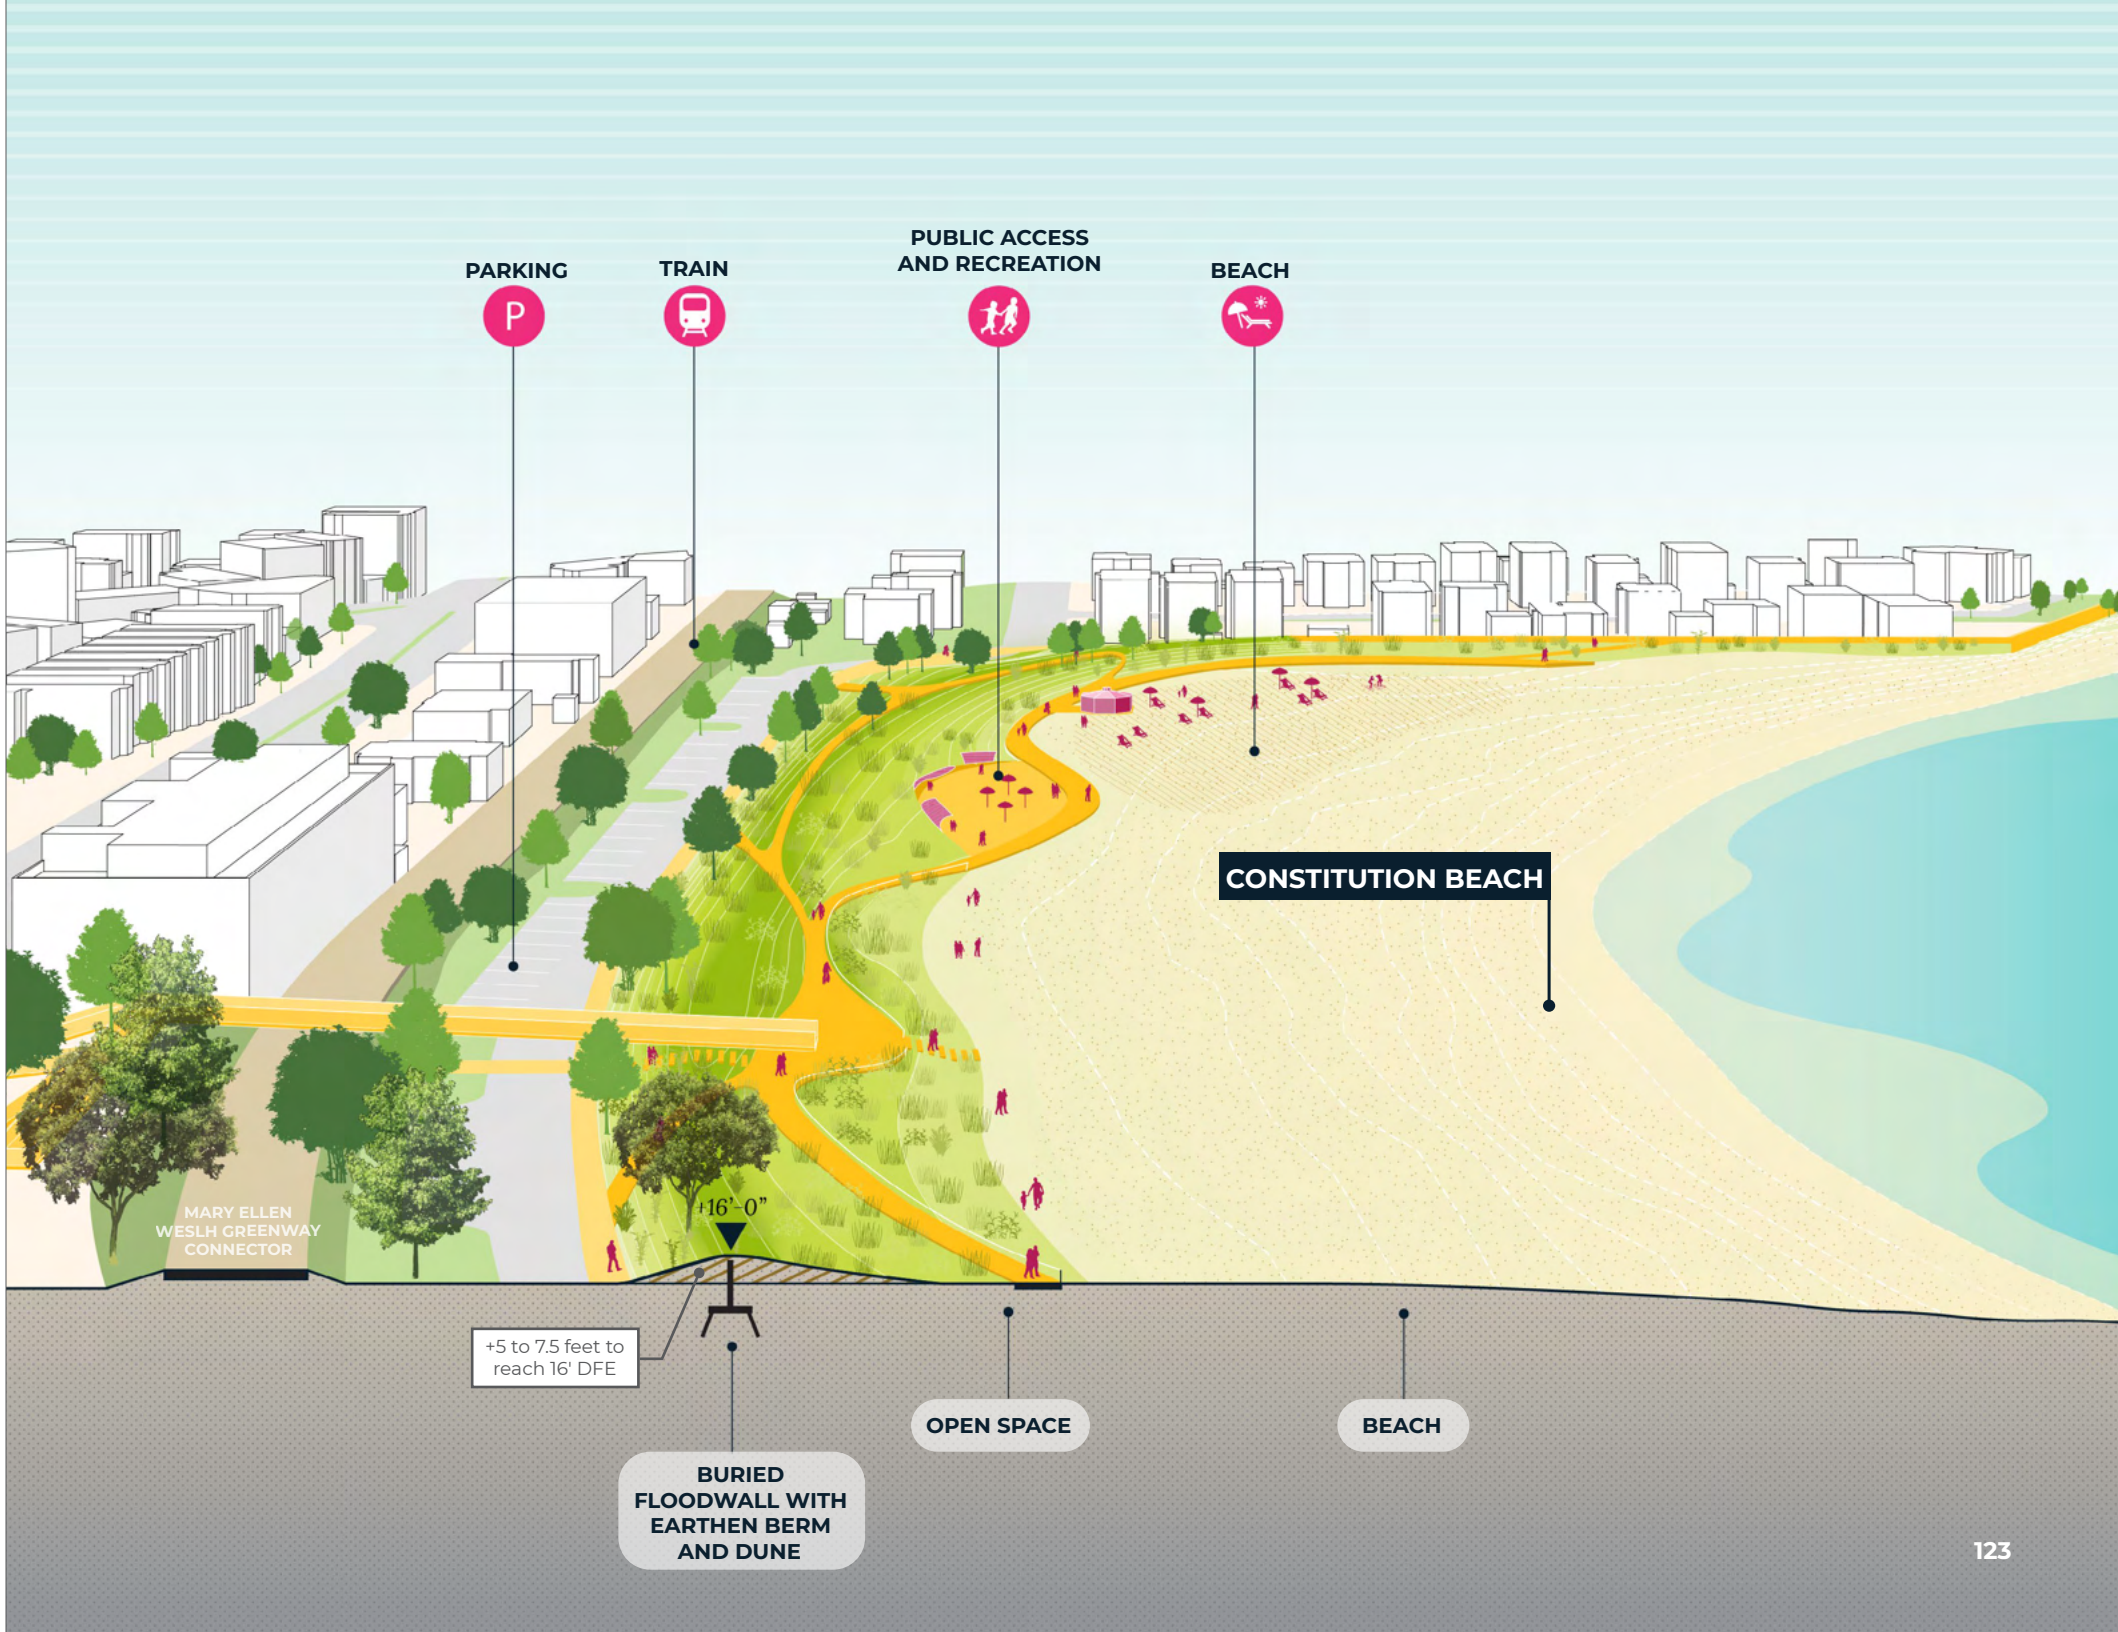 PUBLIC ACCESS
AND RECREATION
PARKING
TRAIN
BEACH
P
CONSTITUTION BEACH
MARY ELLEN
WESLH GREENWAY
CONNECTOR
+16'-0"
+5 to 7.5 feet to
reach 16' DFE
OPEN SPACE
BEACH
BURIED
FLOODWALL WITH
EARTHEN BERM
AND DUNE
123